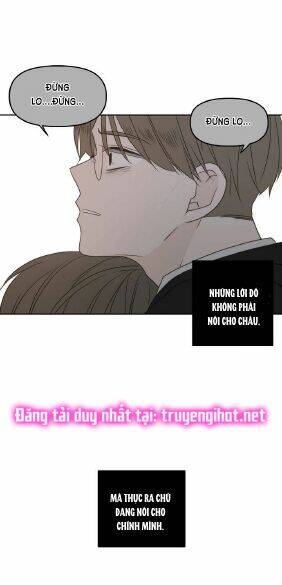 ĐỪNG
LO....ĐỪNG...
ĐỪNG LO...
NHỮNG LỜI ĐÓ
KHÔNG PHẢI
NÓI CHO CHÁU.
Đăng tải duy nhất tại: truyengihot.net
MÀ THỰC RA CHÚ
ĐANG NÓI CHO
CHÍNH MÌNH.